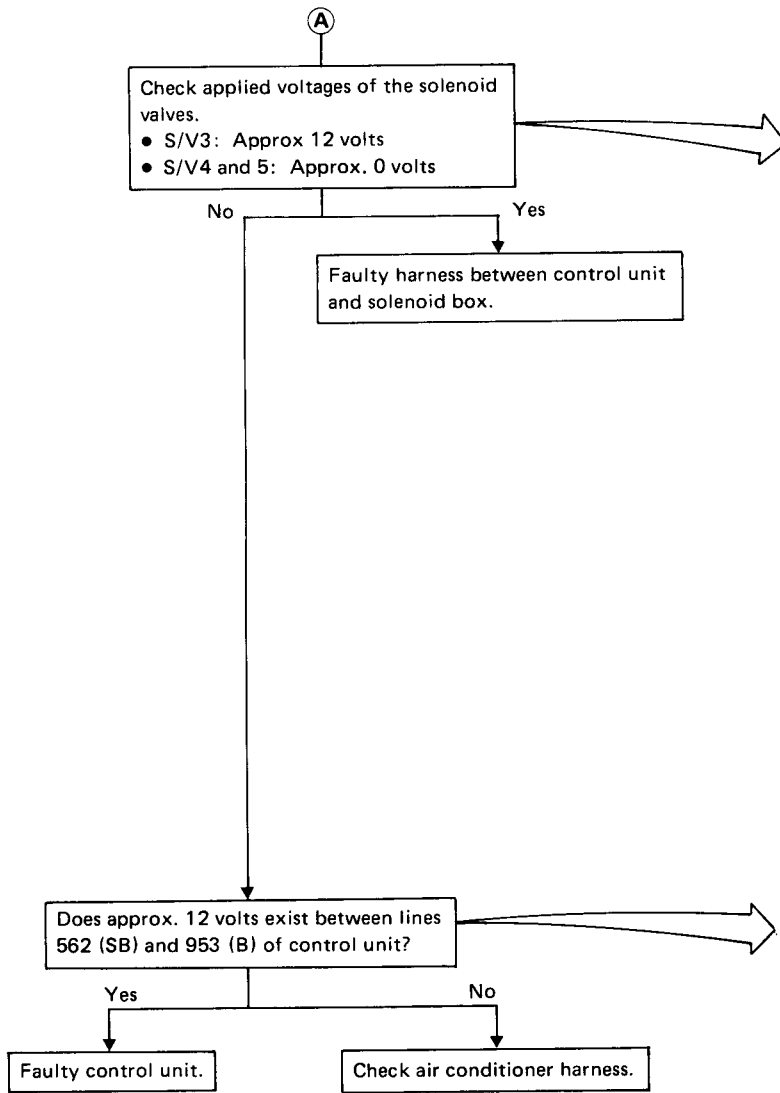 A
Check applied voltages of the solenoid
valves.
● S/V3: Approx 12 volts
● S/V4 and 5: Approx. 0 volts
No
Yes
Faulty harness between control unit
and solenoid box.
Does approx. 12 volts exist between lines
562 (SB) and 953 (B) of control unit?
Yes
No
Faulty control unit.
Check air conditioner harness.